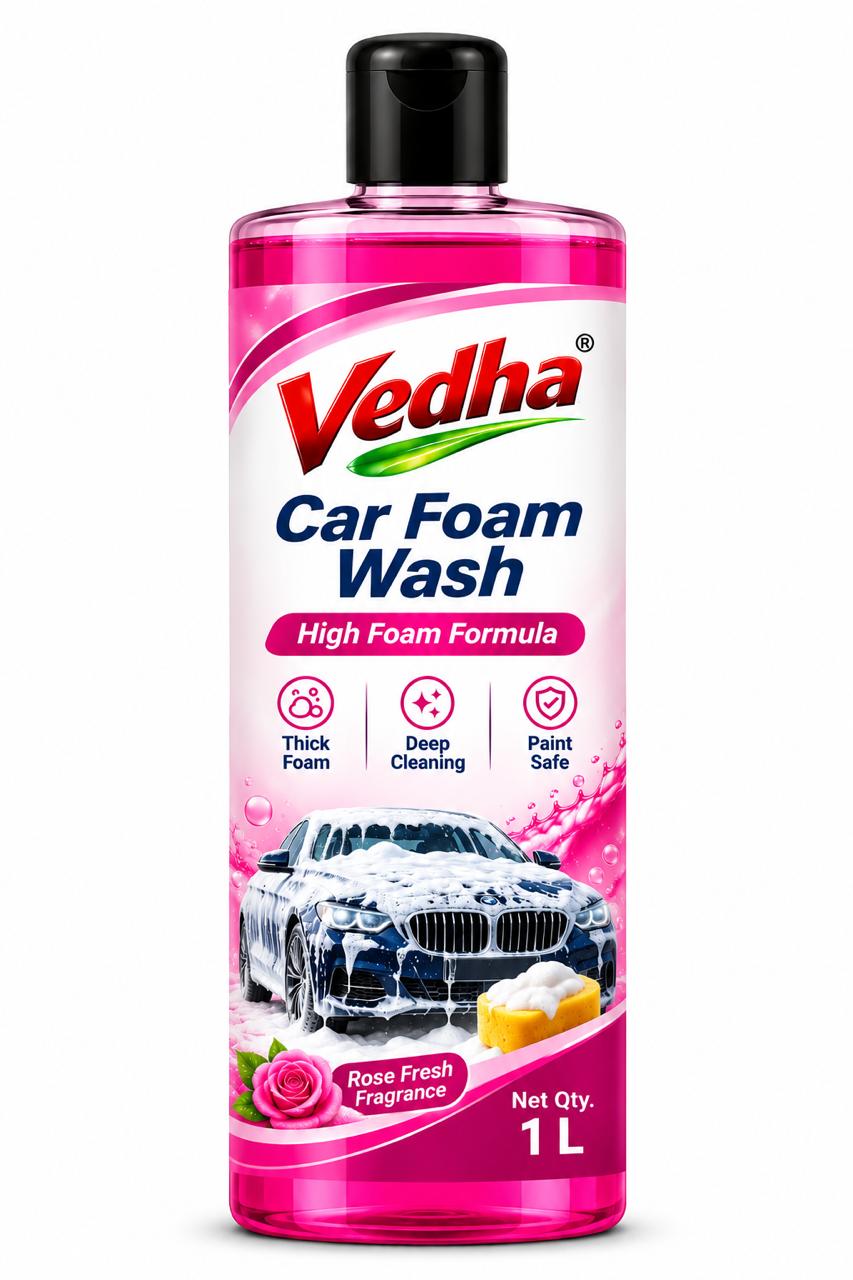 Vedha®
Car Foam
Wash
High Foam Formula
Thick
Foam
Deep
Cleaning
Paint
Safe
Rose Fresh
Fragrance
Net Qty.
1 L